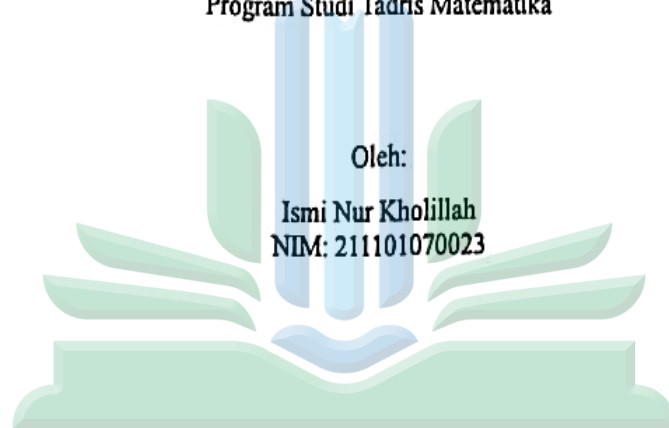 Program Studi Tadris Matematika
Oleh:
Ismi Nur Kholillah
NIM: 211101070023